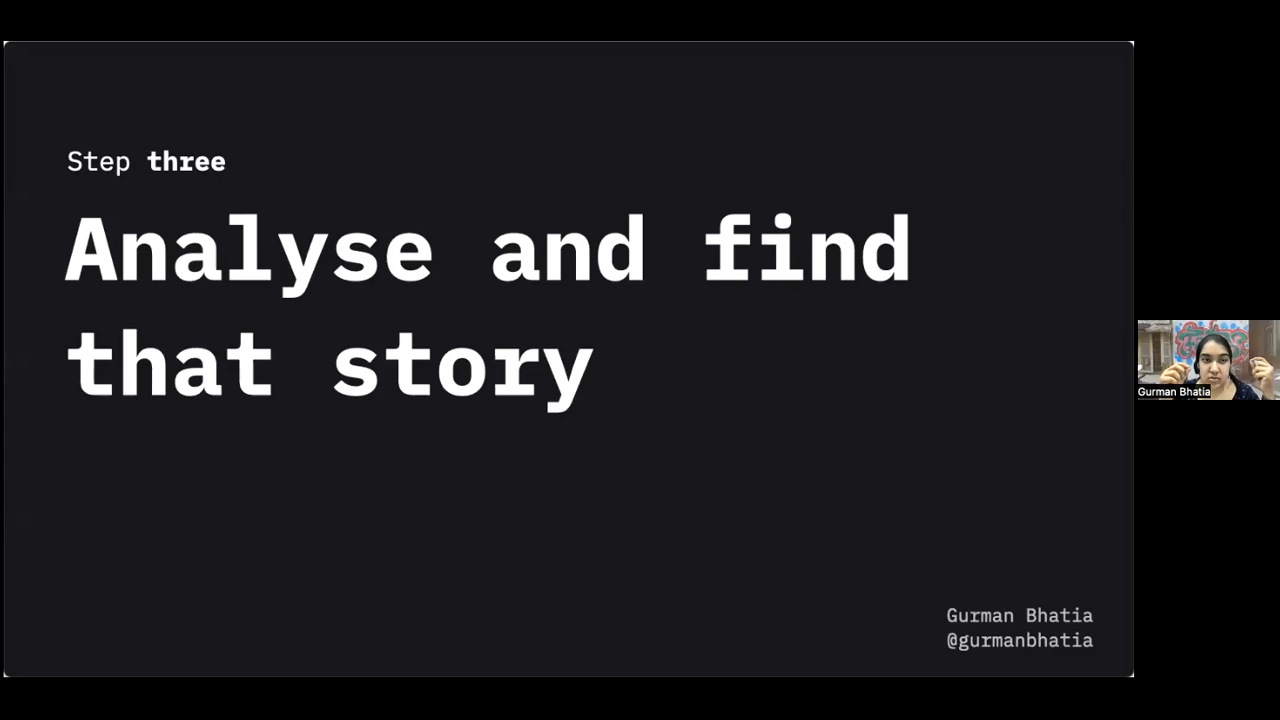 Step three
Analyse and find
that story
Gurman Bhatia
@gurmanbhatia
Gurman Bhatia